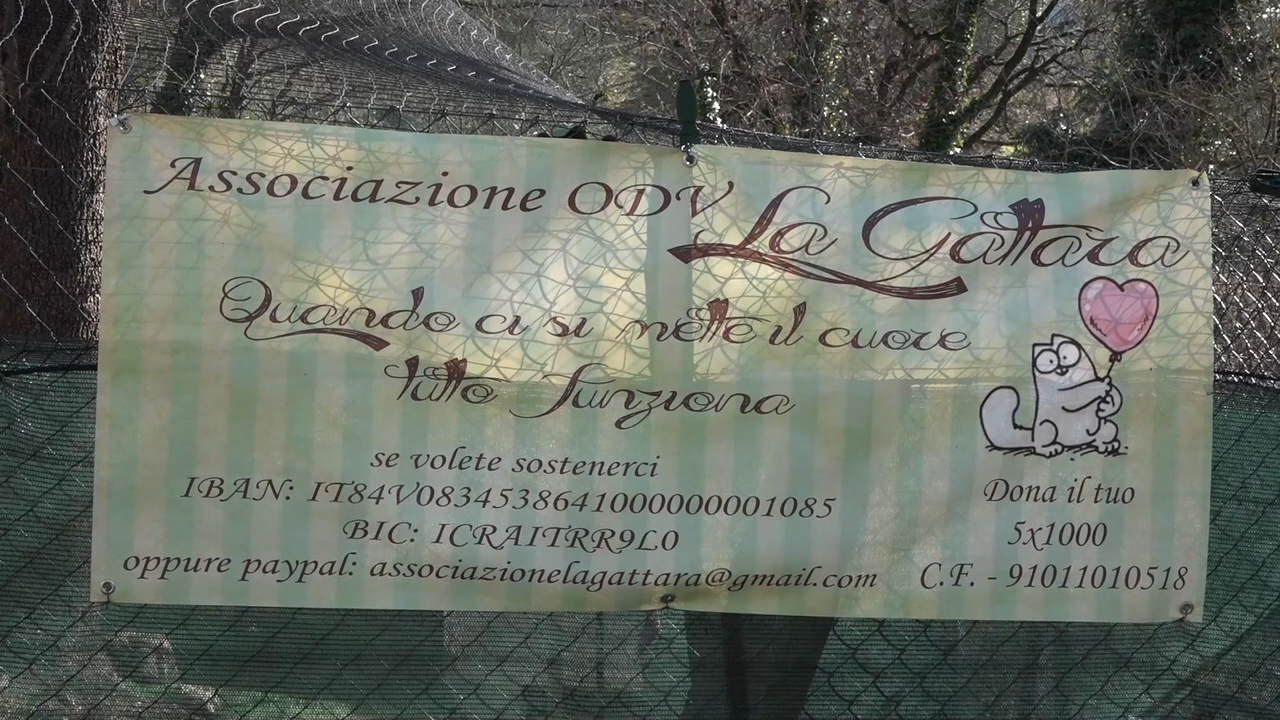 Associazione ODV La Gattara
Quando ci si mette il cuore
tutto funziona
se volete sostenerci
IBAN: IT84V0834538641000000001085
BIC: ICRAITRR9L0
oppure paypal: associazionelagattara@gmail.com
Dona il tuo
5x1000
C.F. - 91011010518